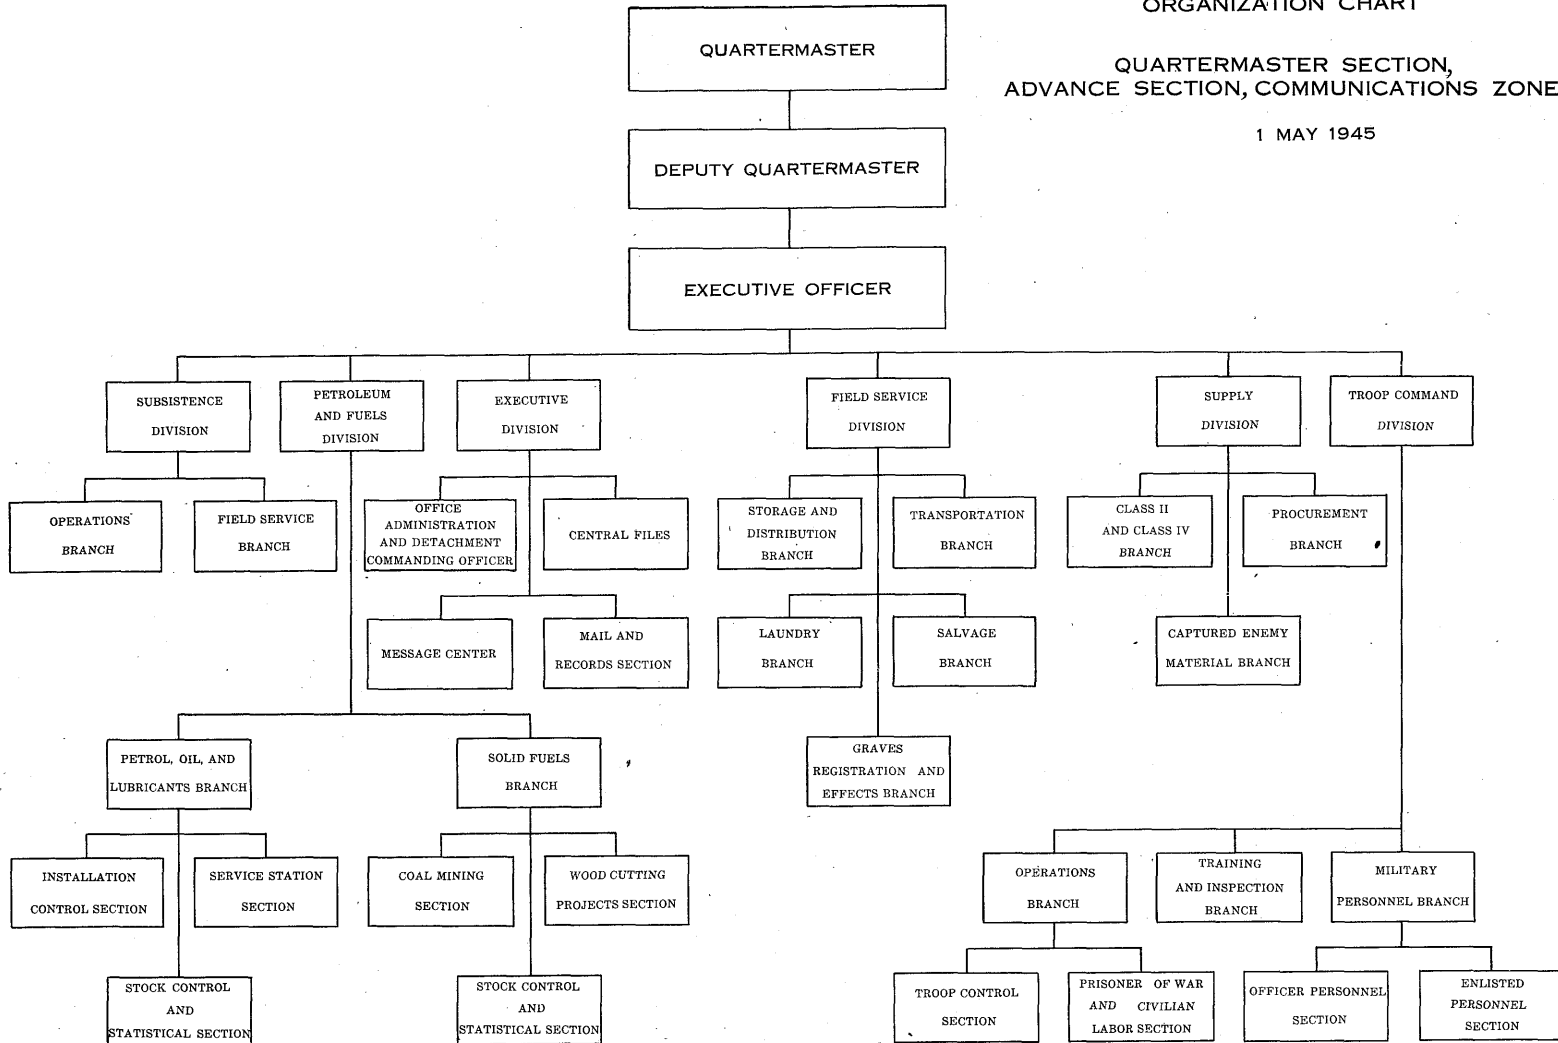 ORGANIZATION CHART
QUARTERMASTER SECTION,
ADVANCE SECTION, COMMUNICATIONS ZONE
1 MAY 1945
QUARTERMASTER
DEPUTY QUARTERMASTER
EXECUTIVE OFFICER
SUBSISTENCE
DIVISION
PETROLEUM
AND FUELS
DIVISION
EXECUTIVE
DIVISION
FIELD SERVICE
DIVISION
SUPPLY
DIVISION
TROOP COMMAND
DIVISION
OPERATIONS
BRANCH
FIELD SERVICE
BRANCH
OFFICE
ADMINISTRATION
AND DETACHMENT
COMMANDING OFFICER
CENTRAL FILES
STORAGE AND
DISTRIBUTION
BRANCH
TRANSPORTATION
BRANCH
CLASS II
AND CLASS IV
BRANCH
PROCUREMENT
BRANCH
MESSAGE CENTER
MAIL AND
RECORDS SECTION
LAUNDRY
BRANCH
SALVAGE
BRANCH
CAPTURED ENEMY
MATERIAL BRANCH
PETROL, OIL, AND
LUBRICANTS BRANCH
SOLID FUELS
BRANCH
GRAVES
REGISTRATION AND
EFFECTS BRANCH
INSTALLATION
CONTROL SECTION
SERVICE STATION
SECTION
COAL MINING
SECTION
WOOD CUTTING
PROJECTS SECTION
OPERATIONS
BRANCH
TRAINING
AND INSPECTION
BRANCH
MILITARY
PERSONNEL BRANCH
STOCK CONTROL
AND
STATISTICAL SECTION
STOCK CONTROL
AND
STATISTICAL SECTION
TROOP CONTROL
SECTION
PRISONER OF WAR
AND CIVILIAN
LABOR SECTION
OFFICER PERSONNEL
SECTION
ENLISTED
PERSONNEL
SECTION